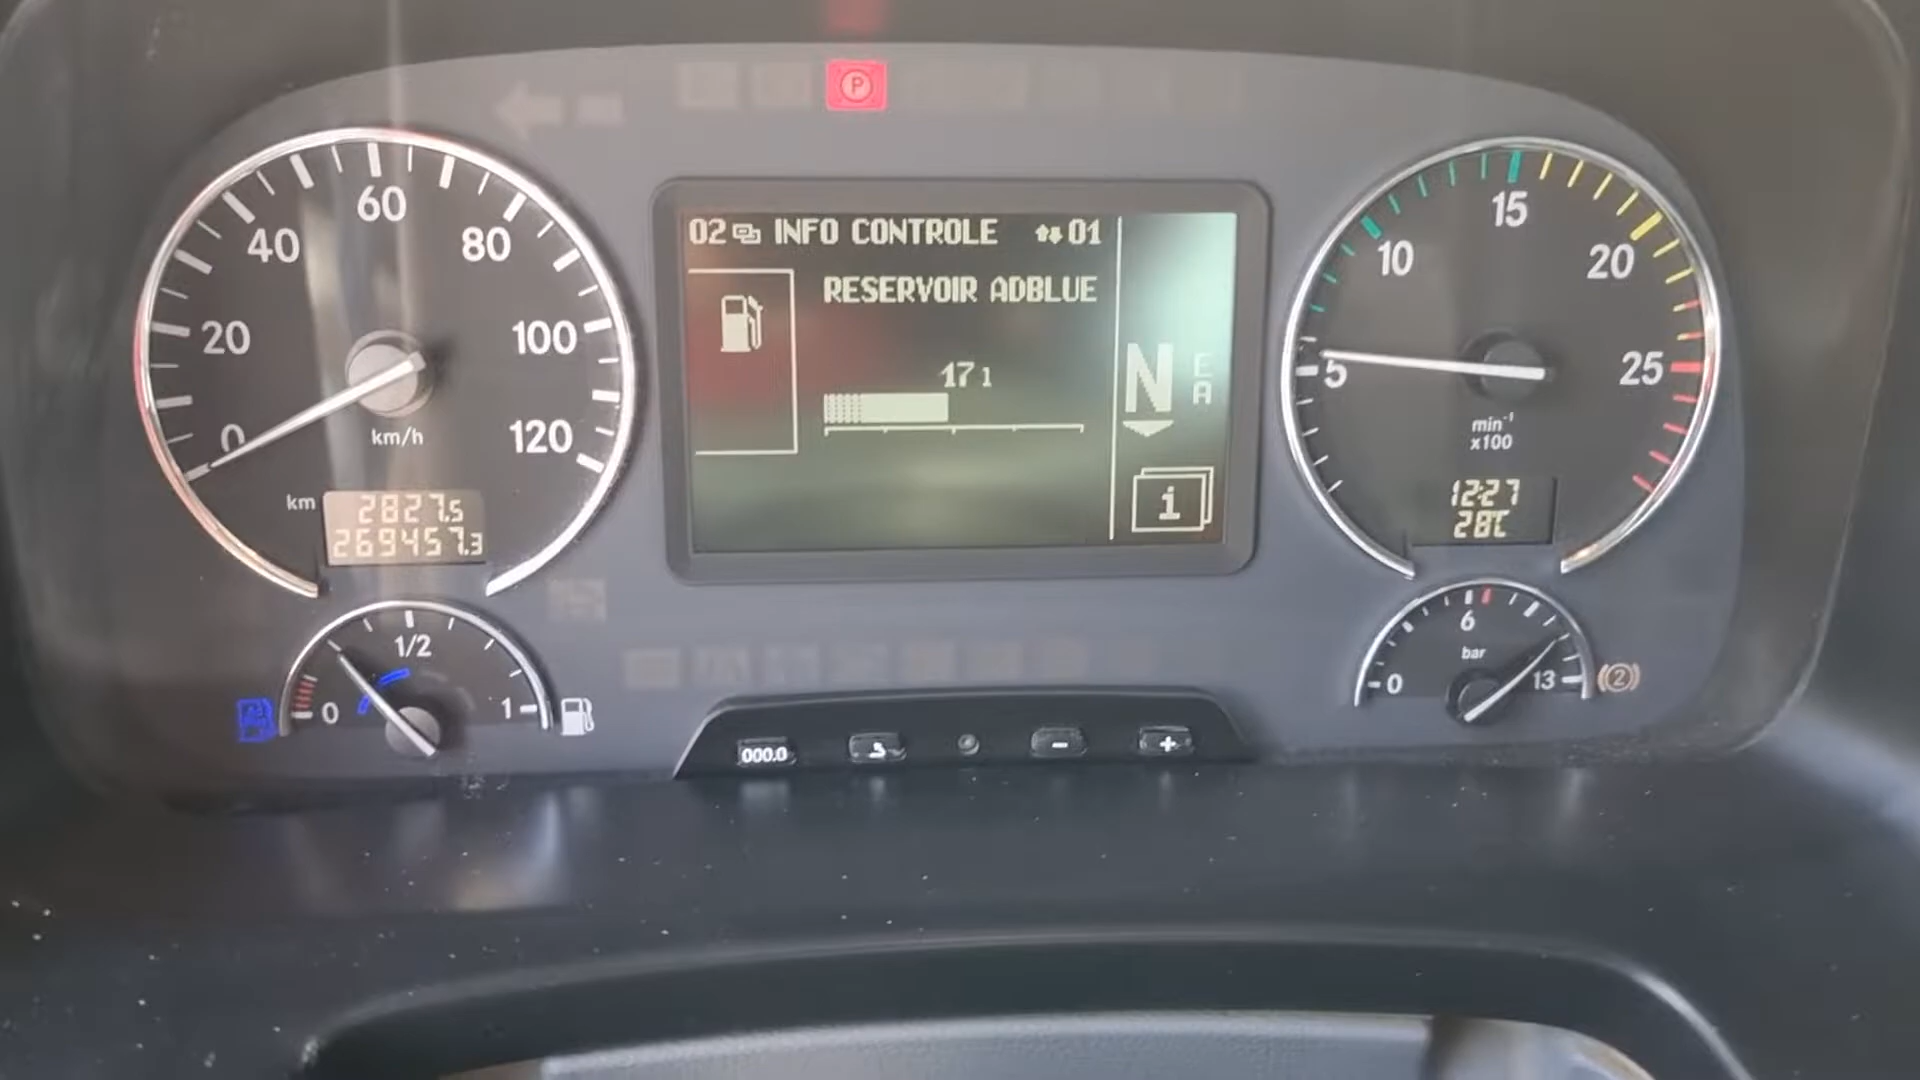 P
02 INFO CONTROLE 01
RESERVOIR ADBLUE
17 l
N
E
A
i
0
20
40
60
80
100
120
km/h
km
2827.5
269457.3
5
10
15
20
25
min⁻¹
x100
12:27
28°C
0
1/2
1
0
6
bar
13
2
000.0
-
+